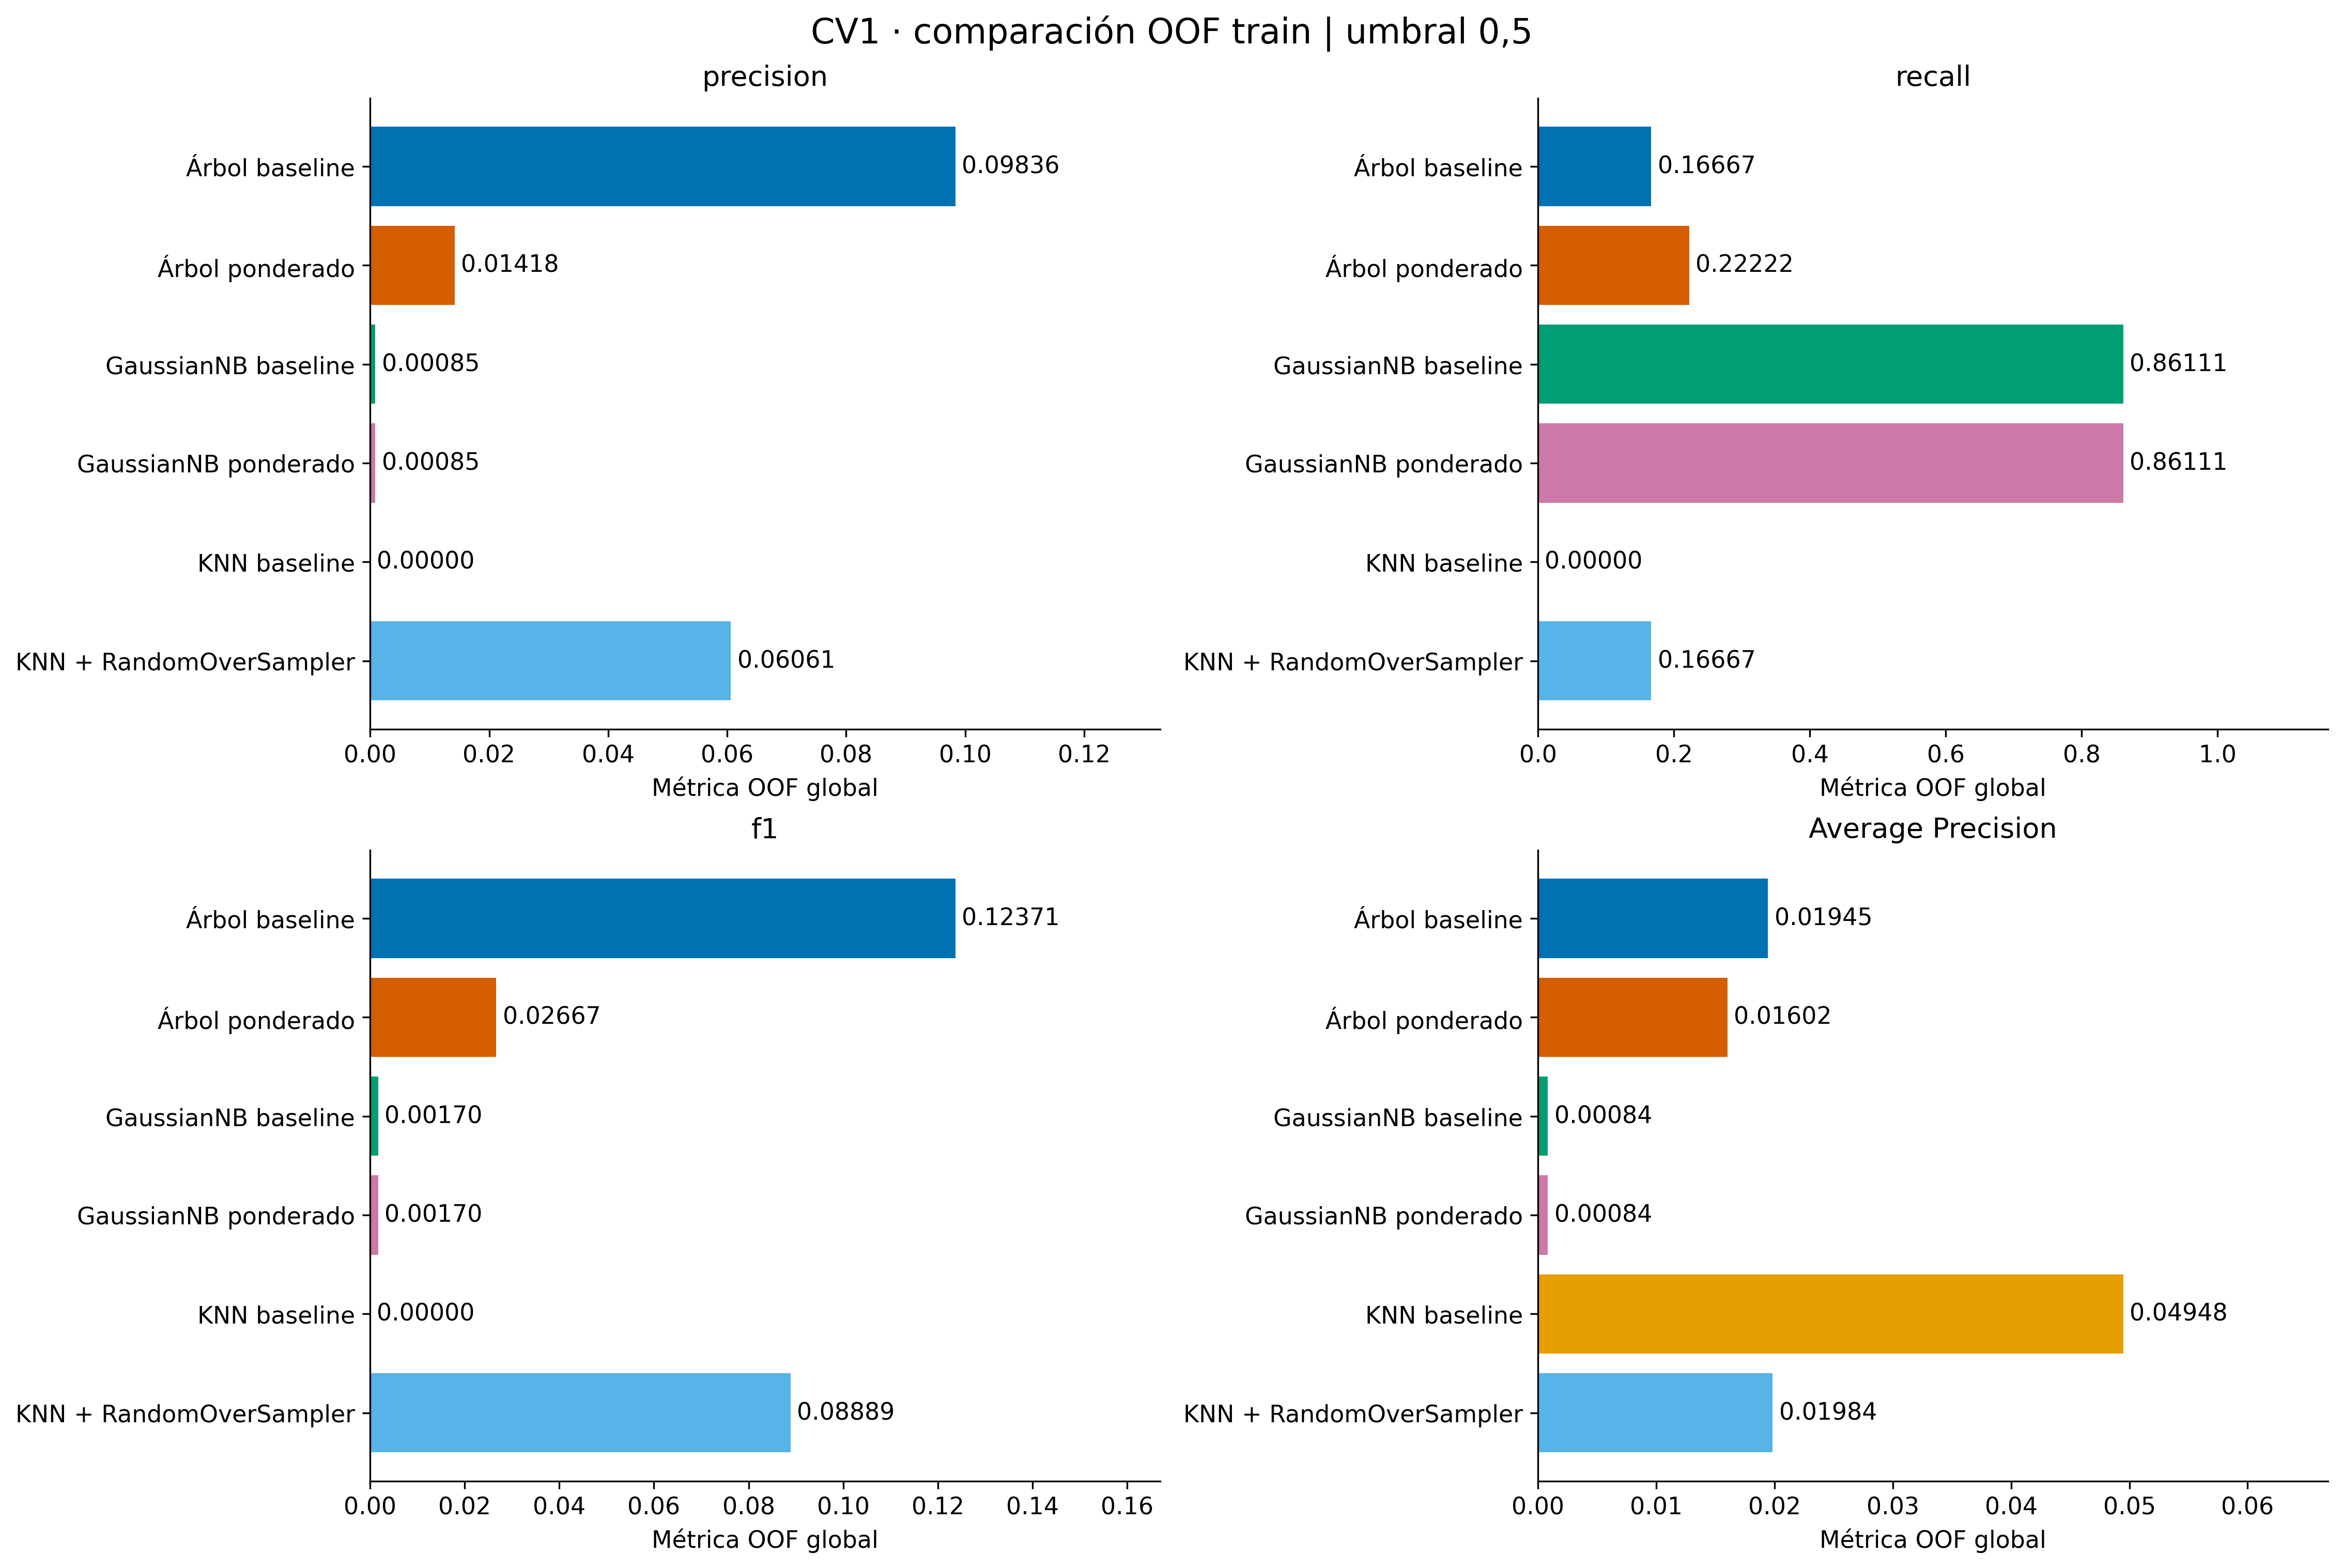 CV1 · comparación OOF train | umbral 0,5
precision
Árbol baseline
0.09836
Árbol ponderado
0.01418
GaussianNB baseline
0.00085
GaussianNB ponderado
0.00085
KNN baseline
0.00000
KNN + RandomOverSampler
0.06061
0.00 0.02 0.04 0.06 0.08 0.10 0.12
Métrica OOF global
recall
Árbol baseline
0.16667
Árbol ponderado
0.22222
GaussianNB baseline
0.86111
GaussianNB ponderado
0.86111
KNN baseline
0.00000
KNN + RandomOverSampler
0.16667
0.0 0.2 0.4 0.6 0.8 1.0
Métrica OOF global
f1
Árbol baseline
0.12371
Árbol ponderado
0.02667
GaussianNB baseline
0.00170
GaussianNB ponderado
0.00170
KNN baseline
0.00000
KNN + RandomOverSampler
0.08889
0.00 0.02 0.04 0.06 0.08 0.10 0.12 0.14 0.16
Métrica OOF global
Average Precision
Árbol baseline
0.01945
Árbol ponderado
0.01602
GaussianNB baseline
0.00084
GaussianNB ponderado
0.00084
KNN baseline
0.04948
KNN + RandomOverSampler
0.01984
0.00 0.01 0.02 0.03 0.04 0.05 0.06
Métrica OOF global